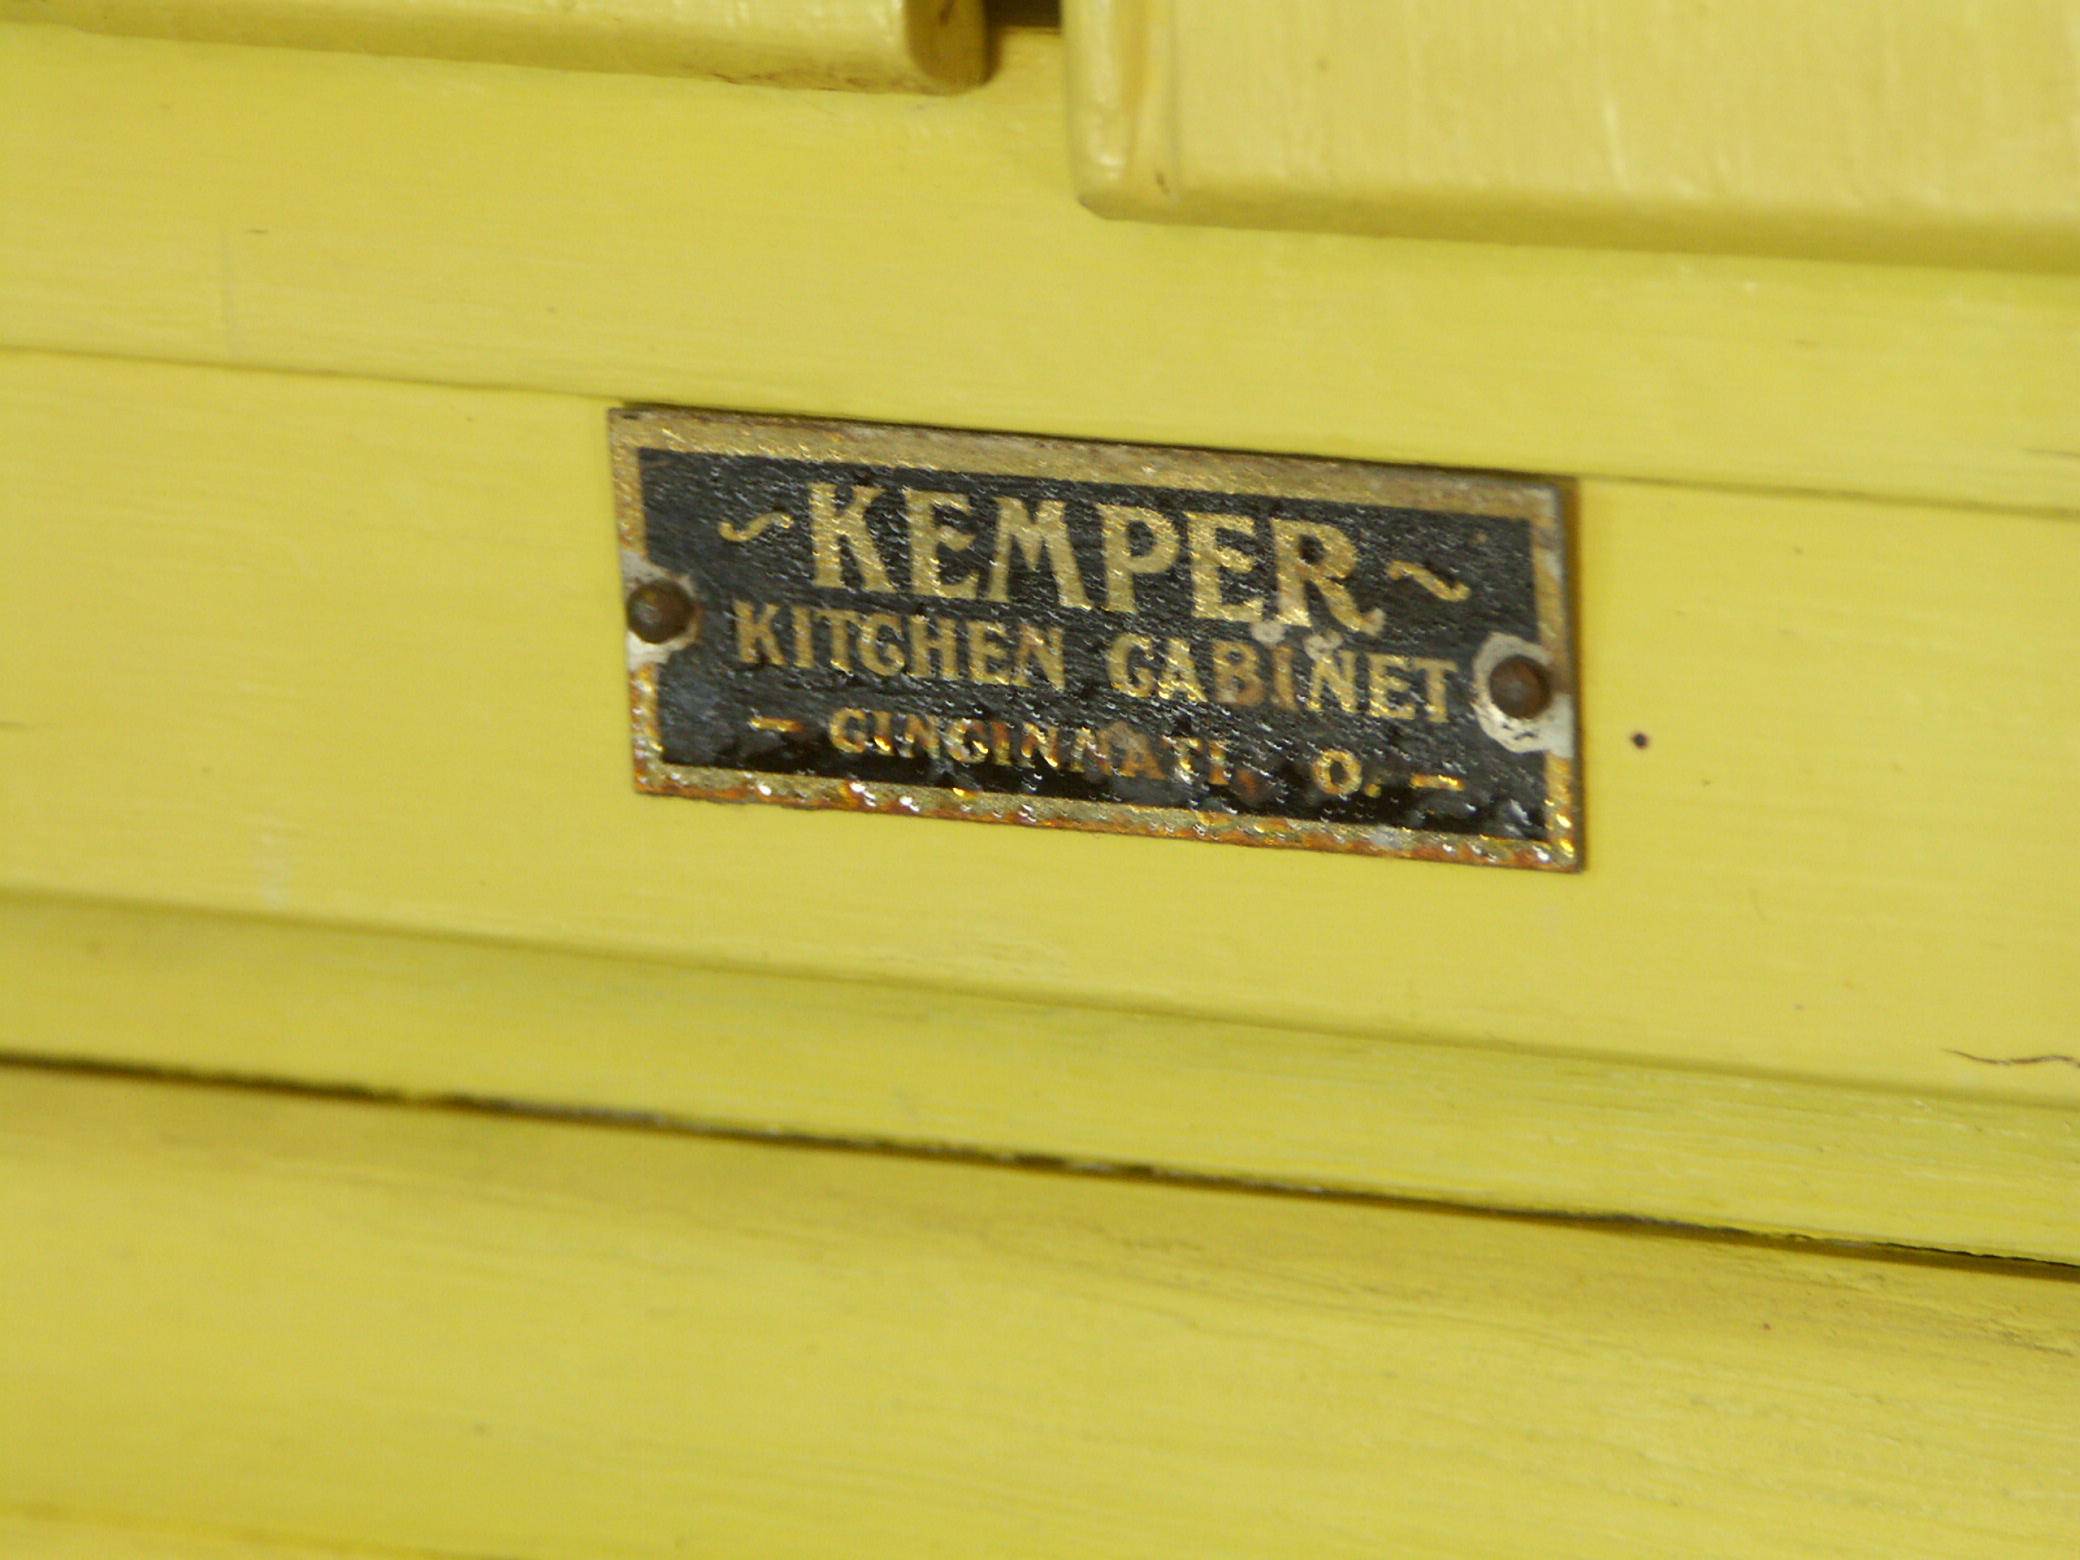 ~KEMPER~
KITCHEN CABINET
- CINCINNATI, O. -